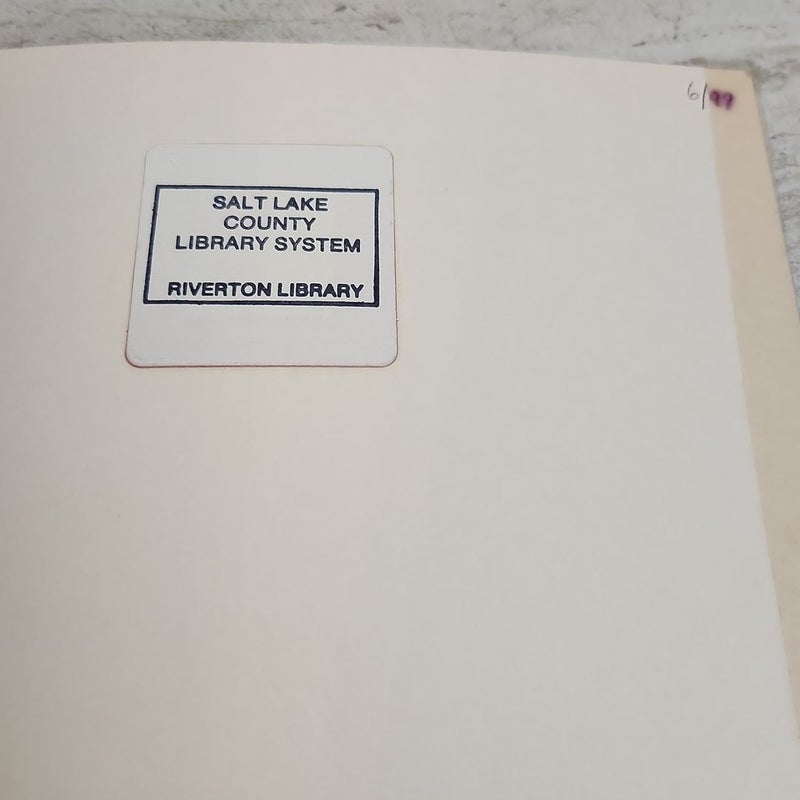 6/99
SALT LAKE
COUNTY
LIBRARY SYSTEM
RIVERTON LIBRARY